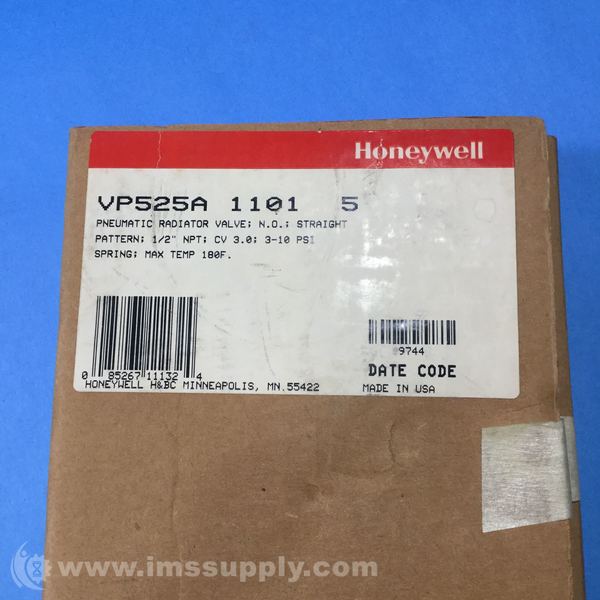 Honeywell
VP525A 1101 5
PNEUMATIC RADIATOR VALVE; N.O.; STRAIGHT
PATTERN; 1/2" NPT; CV 3.0; 3-10 PSI
SPRING; MAX TEMP 180F.
9744
0 85267 11132 4
DATE CODE
HONEYWELL H&BC MINNEAPOLIS, MN.55422
MADE IN USA
www.imssupply.com